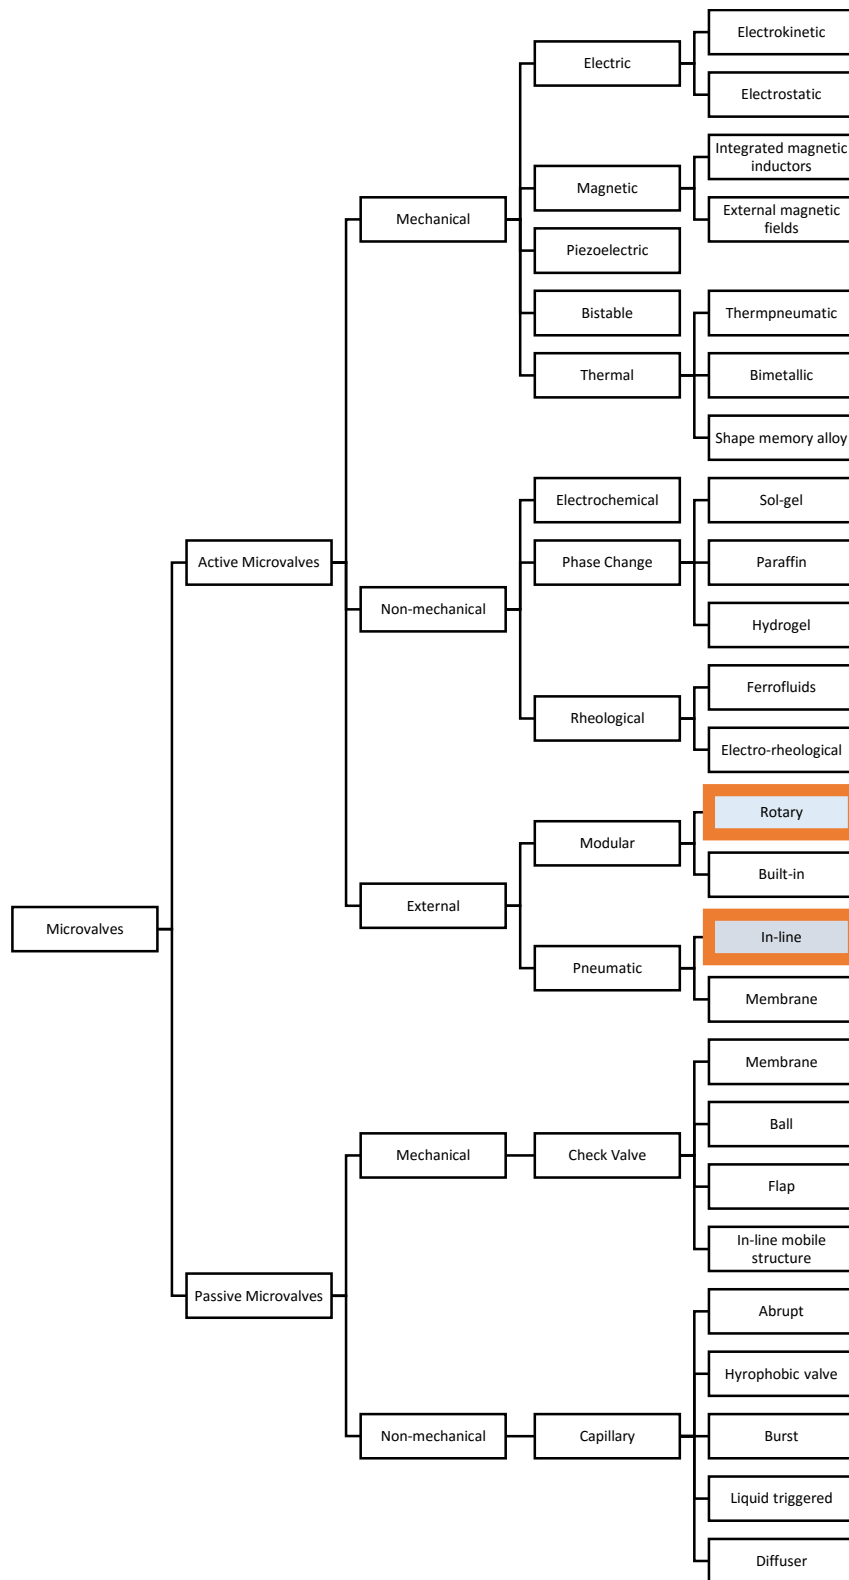 Electrokinetic
Electric
Electrostatic
Integrated magnetic
inductors
Magnetic
External magnetic
fields
Mechanical
Piezoelectric
Bistable
Thermpneumatic
Thermal
Bimetallic
Shape memory alloy
Electrochemical
Sol-gel
Active Microvalves
Phase Change
Paraffin
Non-mechanical
Hydrogel
Ferrofluids
Rheological
Electro-rheological
Rotary
Modular
Built-in
External
Microvalves
In-line
Pneumatic
Membrane
Membrane
Ball
Mechanical
Check Valve
Flap
In-line mobile
structure
Passive Microvalves
Abrupt
Hyrophobic valve
Non-mechanical
Capillary
Burst
Liquid triggered
Diffuser